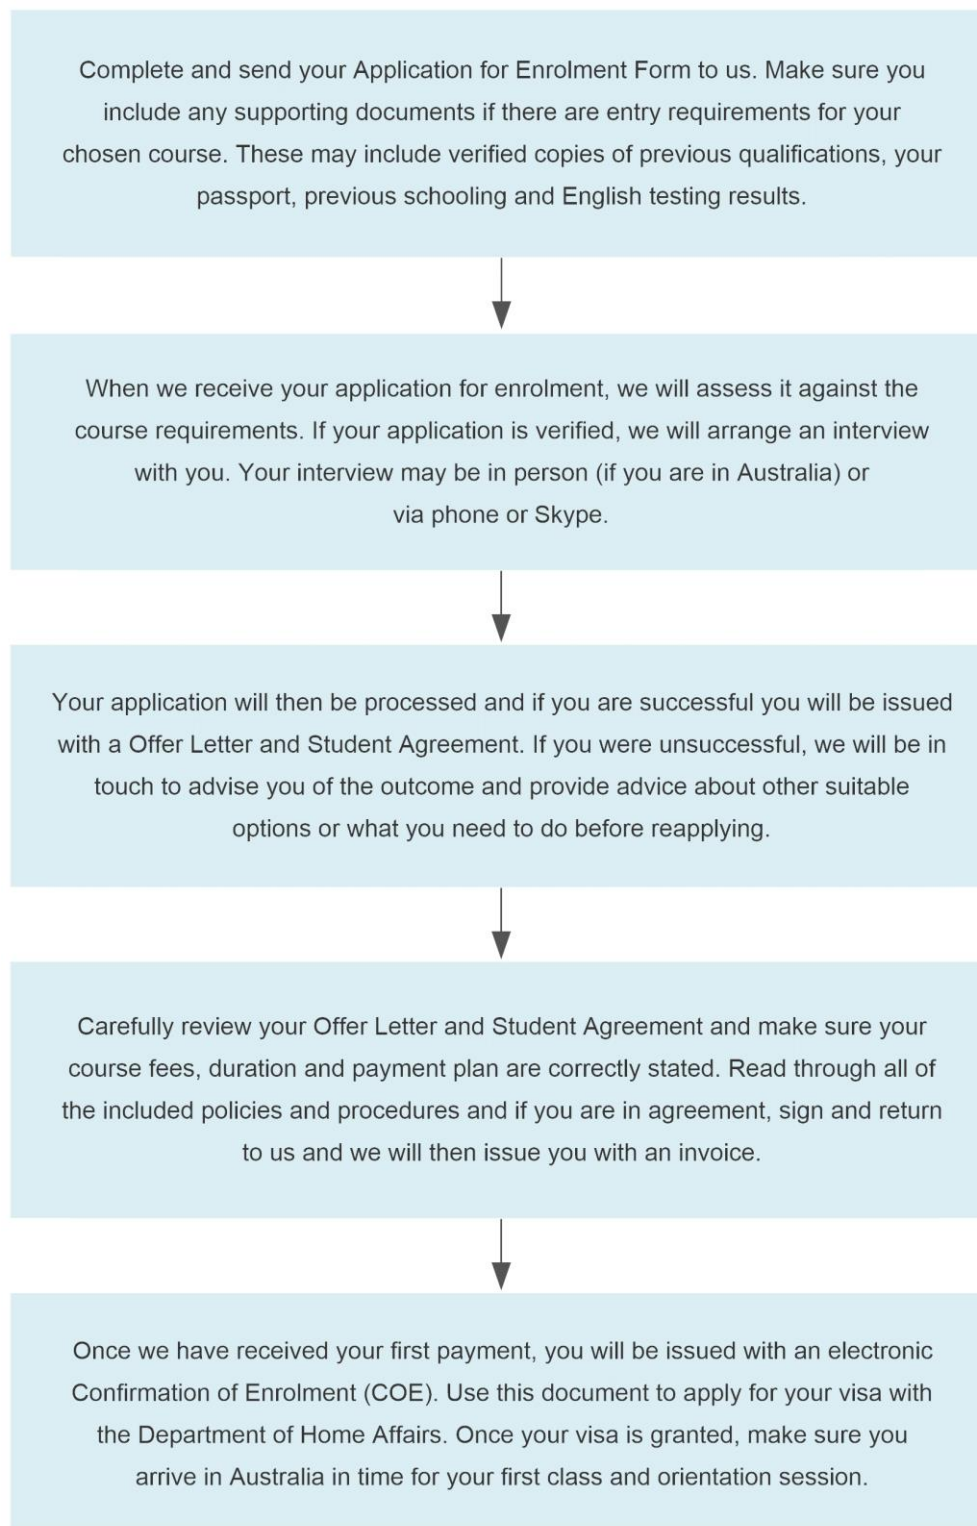 Complete and send your Application for Enrolment Form to us. Make sure you
include any supporting documents if there are entry requirements for your
chosen course. These may include verified copies of previous qualifications, your
passport, previous schooling and English testing results.
When we receive your application for enrolment, we will assess it against the
course requirements. If your application is verified, we will arrange an interview
with you. Your interview may be in person (if you are in Australia) or
via phone or Skype.
Your application will then be processed and if you are successful you will be issued
with a Offer Letter and Student Agreement. If you were unsuccessful, we will be in
touch to advise you of the outcome and provide advice about other suitable
options or what you need to do before reapplying.
Carefully review your Offer Letter and Student Agreement and make sure your
course fees, duration and payment plan are correctly stated. Read through all of
the included policies and procedures and if you are in agreement, sign and return
to us and we will then issue you with an invoice.
Once we have received your first payment, you will be issued with an electronic
Confirmation of Enrolment (COE). Use this document to apply for your visa with
the Department of Home Affairs. Once your visa is granted, make sure you
arrive in Australia in time for your first class and orientation session.